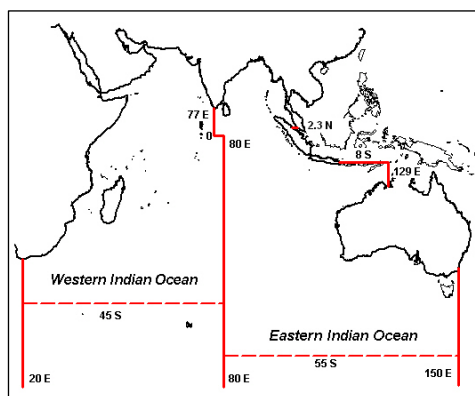 77 E
0
80 E
2.3 N
8 S
129 E
Western Indian Ocean
45 S
Eastern Indian Ocean
55 S
20 E
80 E
150 E